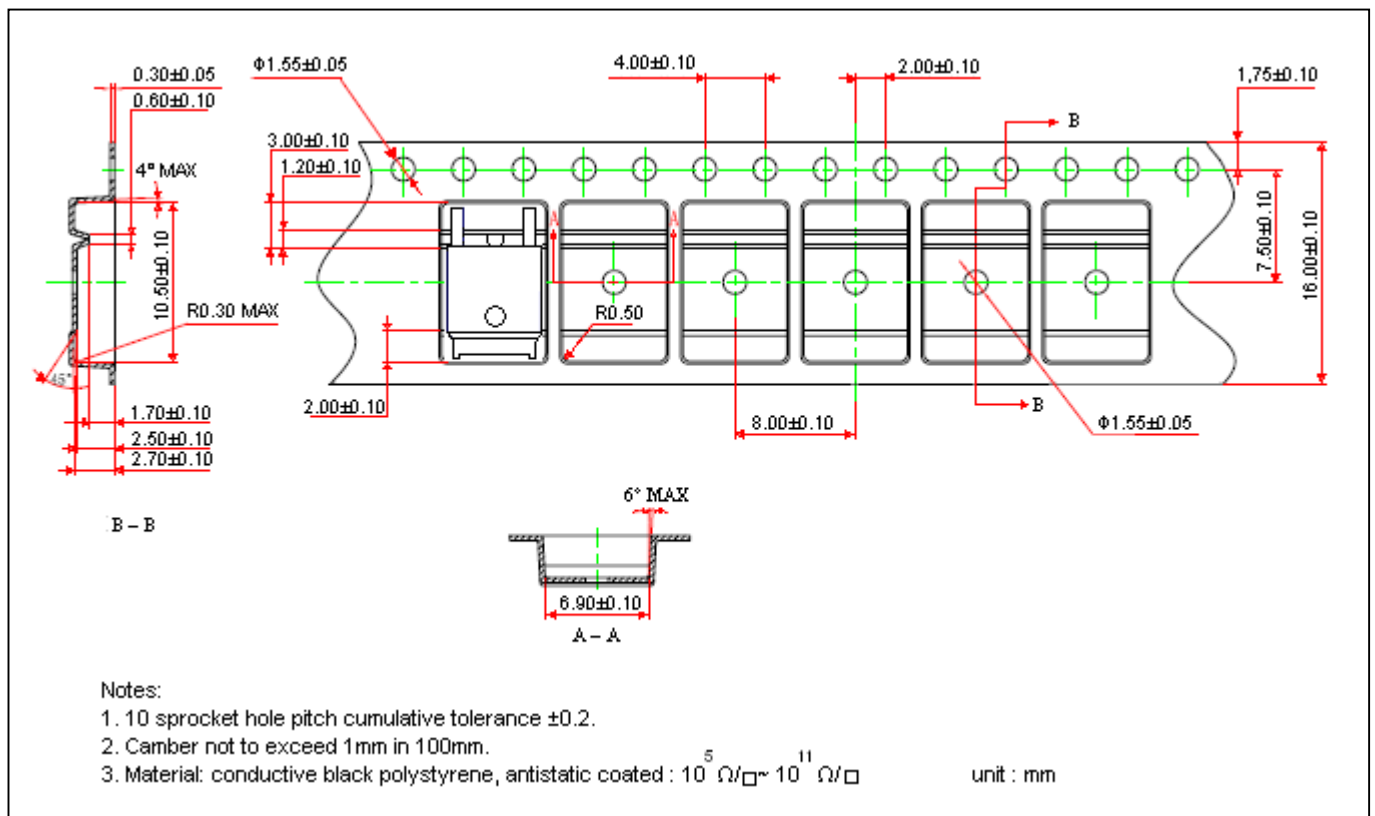 0.30±0.05
Φ1.55±0.05
4.00±0.10
2.00±0.10
1,75±0.10
0.60±0.10
B
3.00±0.10
4° MAX
1.20±0.10
A
A
10.50±0.10
7.50±0.10
16.00±0.10
R0.30 MAX
R0.50
45°
2.00±0.10
B
1.70±0.10
8.00±0.10
Φ1.55±0.05
2.50±0.10
2.70±0.10
6° MAX
B – B
6.90±0.10
A – A
Notes:
1. 10 sprocket hole pitch cumulative tolerance ±0.2.
2. Camber not to exceed 1mm in 100mm.
3. Material: conductive black polystyrene, antistatic coated : 10⁵ Ω/□~ 10¹¹ Ω/□ unit : mm